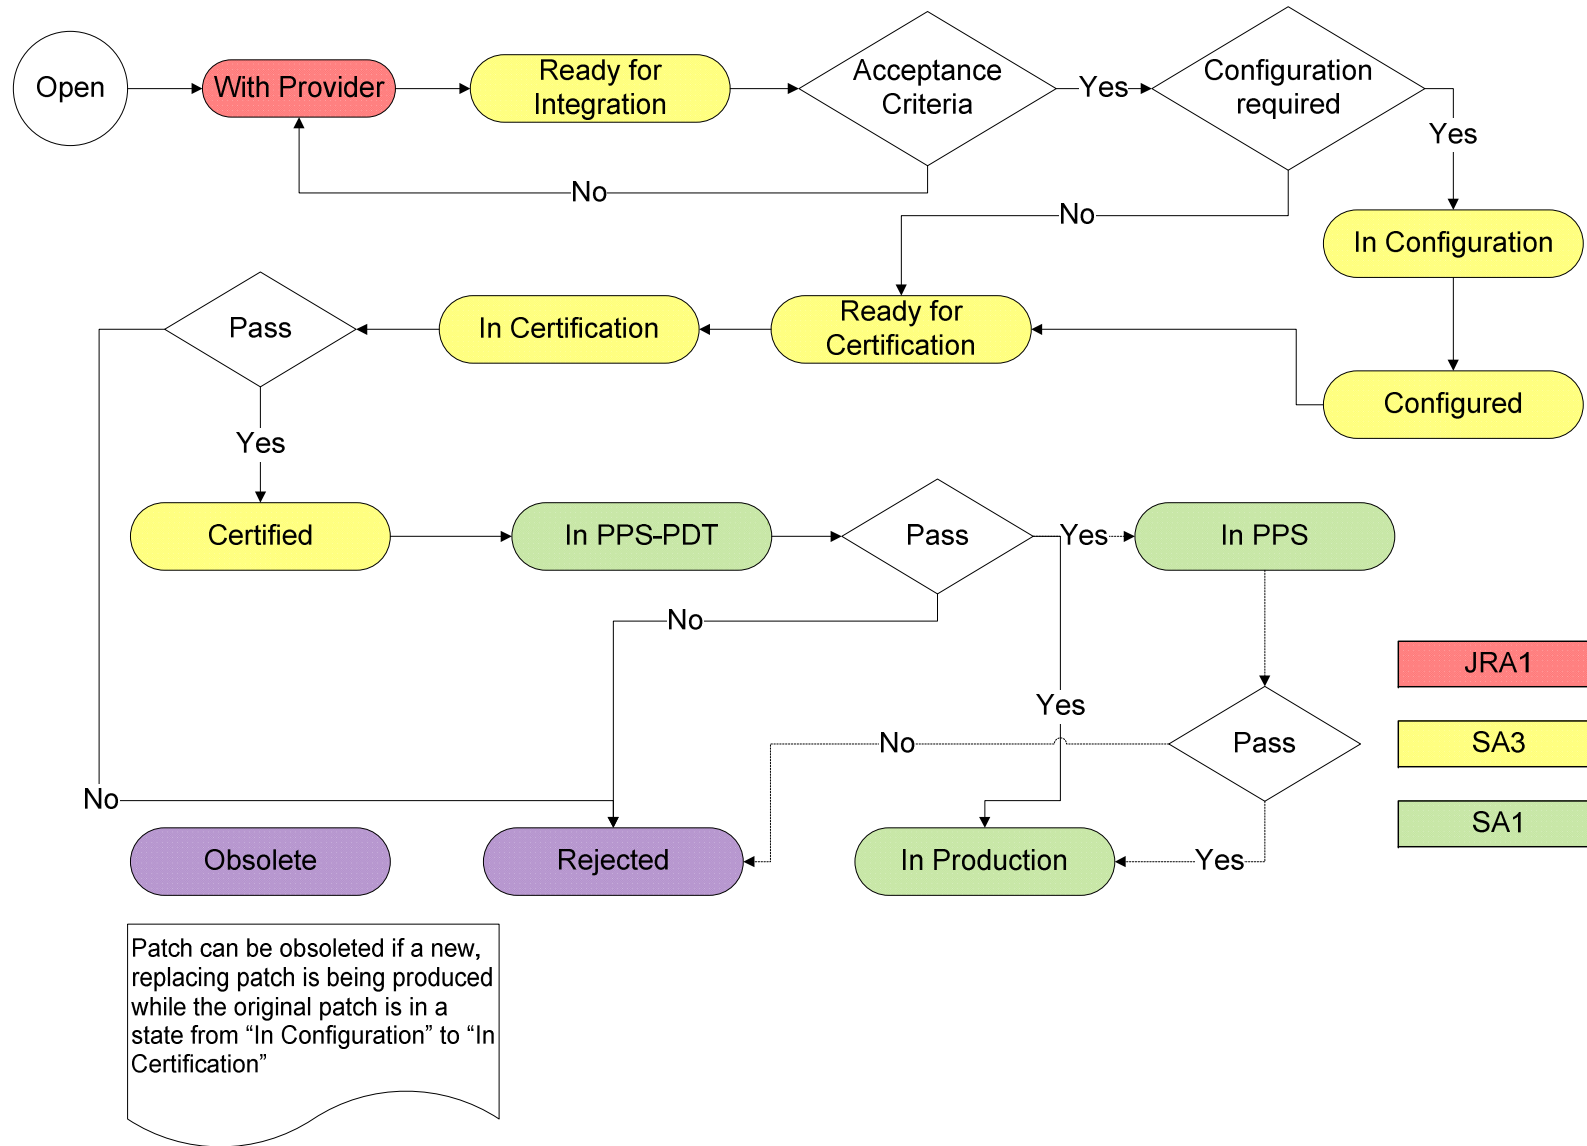 Open
With Provider
Ready for
Integration
Acceptance
Criteria
Yes
Configuration
required
Yes
No
No
In Configuration
Pass
In Certification
Ready for
Certification
Configured
Yes
Certified
In PPS-PDT
Pass
Yes
In PPS
No
JRA1
Yes
No
Pass
SA3
No
SA1
Obsolete
Rejected
In Production
Yes
Patch can be obsoleted if a new,
replacing patch is being produced
while the original patch is in a
state from “In Configuration” to “In
Certification”